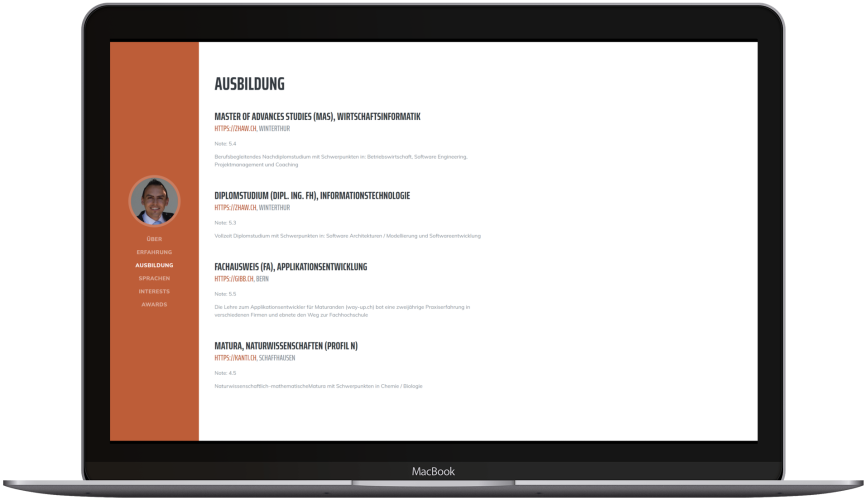 AUSBILDUNG
MASTER OF ADVANCES STUDIES (MAS), WIRTSCHAFTSINFORMATIK
HTTPS://ZHAW.CH, WINTERTHUR
Note: 5.4
Berufsbegleitendes Nachdiplomstudium mit Schwerpunkten in: Betriebswirtschaft, Software Engineering,
Projektmanagement und Coaching
DIPLOMSTUDIUM (DIPL. ING. FH), INFORMATIONSTECHNOLOGIE
HTTPS://ZHAW.CH, WINTERTHUR
Note: 5.3
Vollzeit Diplomstudium mit Schwerpunkten in: Software Architekturen / Modellierung und Softwareentwicklung
FACHAUSWEIS (FA), APPLIKATIONSENTWICKLUNG
HTTPS://GIBB.CH, BERN
Note: 5.5
Die Lehre zum Applikationsentwickler für Maturanden (way-up.ch) bot eine zweijährige Praxiserfahrung in
verschiedenen Firmen und ebnete den Weg zur Fachhochschule
MATURA, NATURWISSENSCHAFTEN (PROFIL N)
HTTPS://KANTI.CH, SCHAFFHAUSEN
Note: 4.5
Naturwissenschaftlich-mathematischeMatura mit Schwerpunkten in Chemie / Biologie
ÜBER
ERFAHRUNG
AUSBILDUNG
SPRACHEN
INTERESTS
AWARDS
MacBook